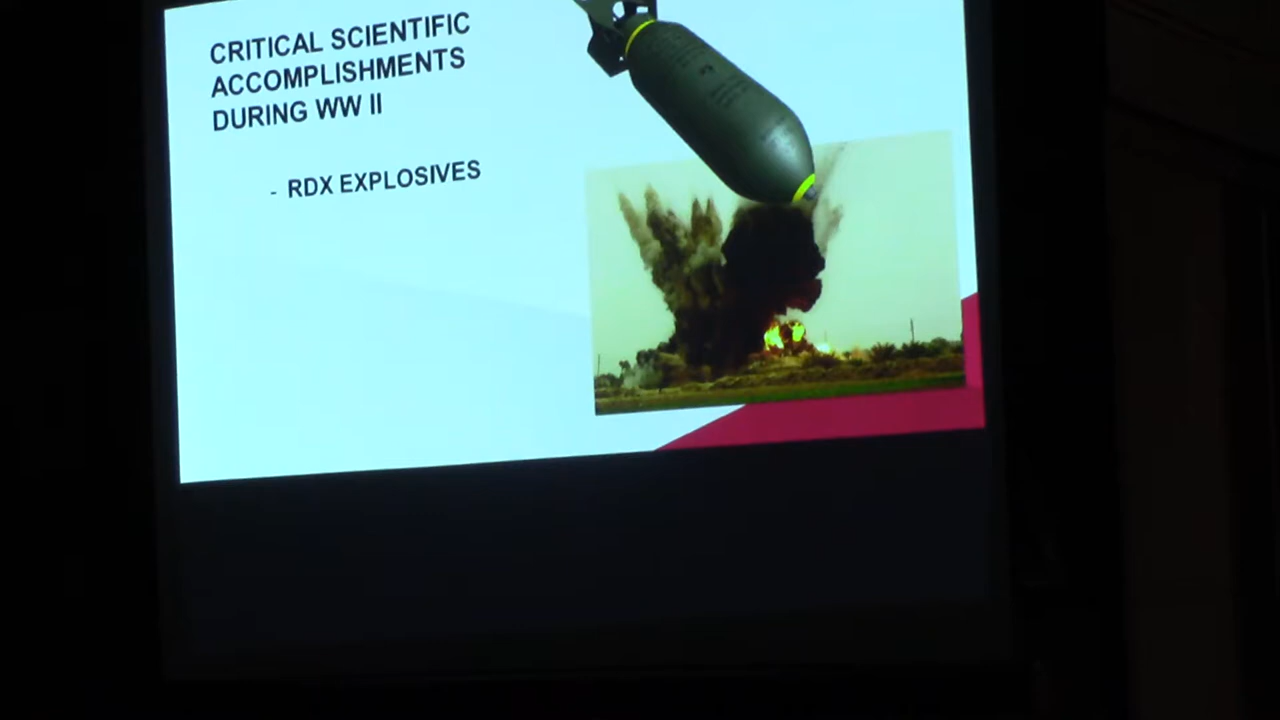 CRITICAL SCIENTIFIC
ACCOMPLISHMENTS
DURING WW II
- RDX EXPLOSIVES